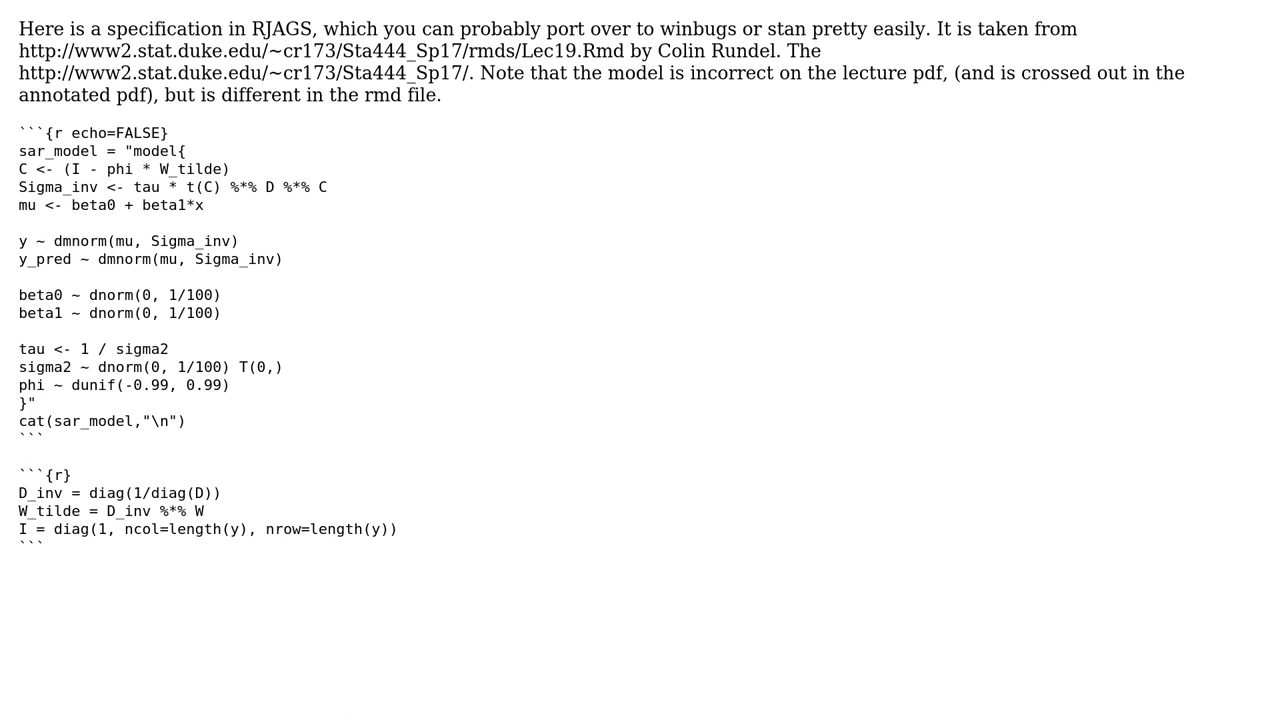 Here is a specification in RJAGS, which you can probably port over to winbugs or stan pretty easily. It is taken from
http://www2.stat.duke.edu/~cr173/Sta444_Sp17/rmds/Lec19.Rmd by Colin Rundel. The
http://www2.stat.duke.edu/~cr173/Sta444_Sp17/. Note that the model is incorrect on the lecture pdf, (and is crossed out in the
annotated pdf), but is different in the rmd file.
```{r echo=FALSE}
sar_model = "model{
C <- (I - phi * W_tilde)
Sigma_inv <- tau * t(C) %*% D %*% C
mu <- beta0 + beta1*x

y ~ dmnorm(mu, Sigma_inv)
y_pred ~ dmnorm(mu, Sigma_inv)

beta0 ~ dnorm(0, 1/100)
beta1 ~ dnorm(0, 1/100)

tau <- 1 / sigma2
sigma2 ~ dnorm(0, 1/100) T(0,)
phi ~ dunif(-0.99, 0.99)
}"
cat(sar_model,"\n")
```

```{r}
D_inv = diag(1/diag(D))
W_tilde = D_inv %*% W
I = diag(1, ncol=length(y), nrow=length(y))
```